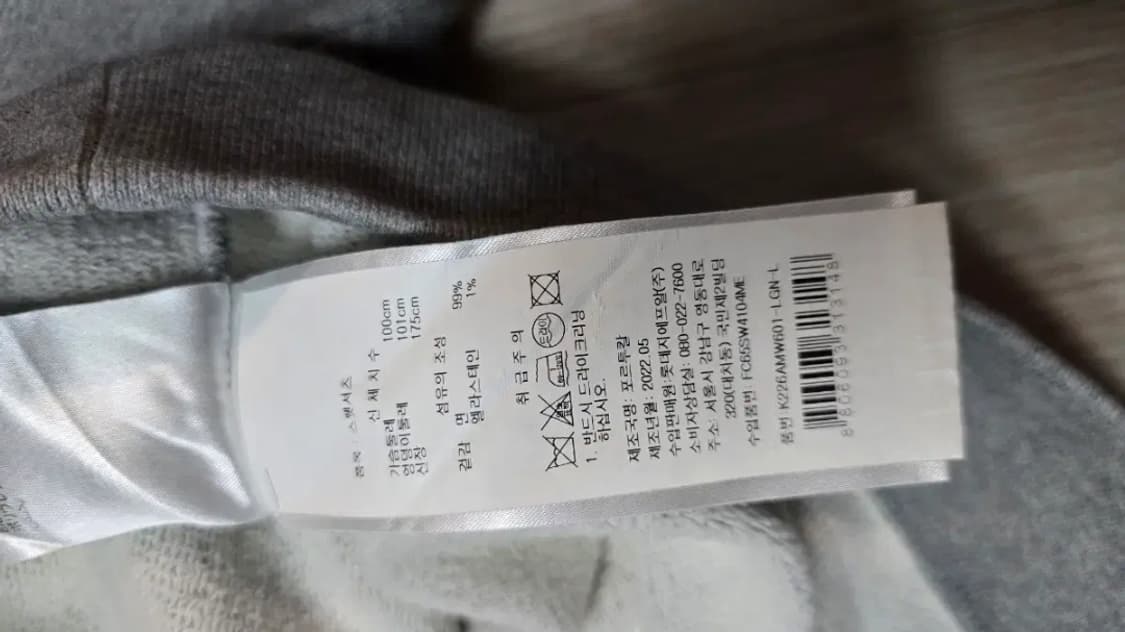 품목 : 스웻셔츠
신 체 치 수
가슴둘레 100cm
엉덩이둘레 101cm
신장 175cm
섬유의 조성
겉감 면 99%
엘라스테인 1%
취 급 주 의
드라이
1. 반드시 드라이크리닝
하십시오.
제조국명: 포르투갈
제조년월: 2022.05
수입판매원:롯데지에프알(주)
소비자상담실: 080-022-7600
주소: 서울시 강남구 영동대로
320(대치동) 국민제2빌딩
수입품번: FC65SW4104ME
품번:K226AMW601-LGN-L
8806093313148